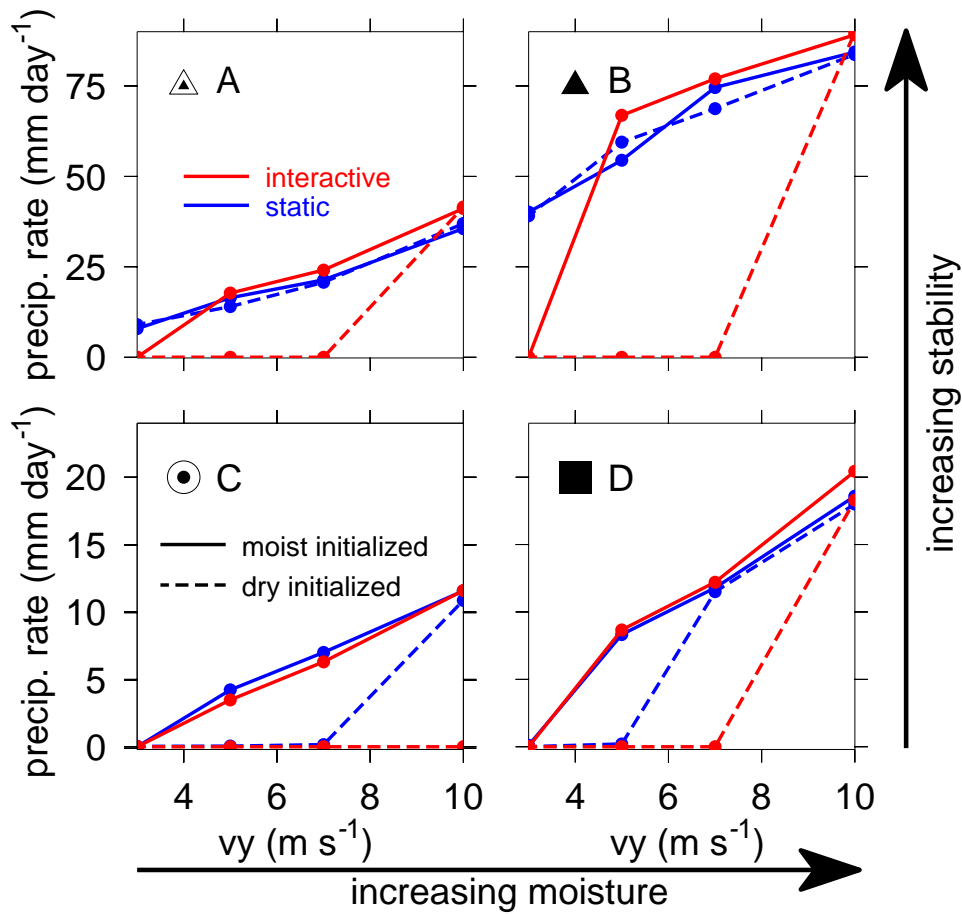 precip. rate (mm day⁻¹)
75
50
25
0
A
interactive
static
B
increasing stability
precip. rate (mm day⁻¹)
20
15
10
5
0
C
moist initialized
dry initialized
D
4 6 8 10
4 6 8 10
vy (m s⁻¹)
vy (m s⁻¹)
increasing moisture